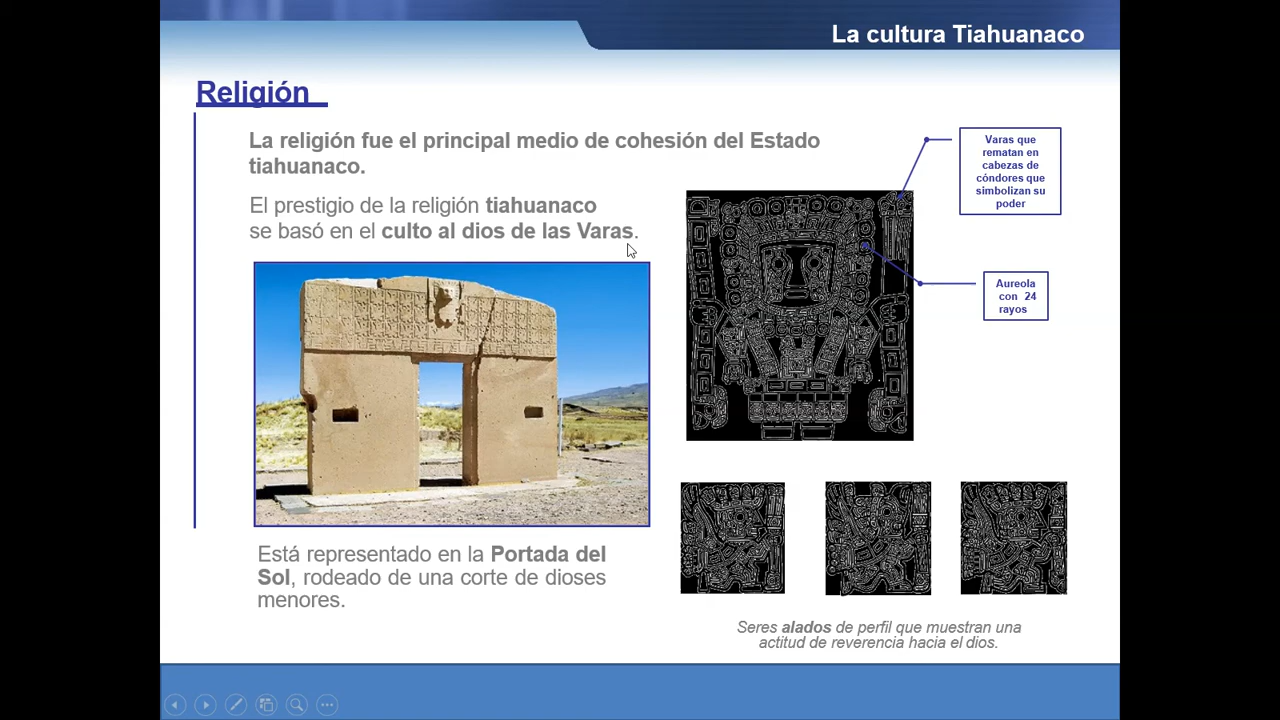 La cultura Tiahuanaco
Religión
La religión fue el principal medio de cohesión del Estado
tiahuanaco.
El prestigio de la religión tiahuanaco
se basó en el culto al dios de las Varas.
Varas que
rematan en
cabezas de
cóndores que
simbolizan su
poder
Aureola
con 24
rayos
Está representado en la Portada del
Sol, rodeado de una corte de dioses
menores.
Seres alados de perfil que muestran una
actitud de reverencia hacia el dios.